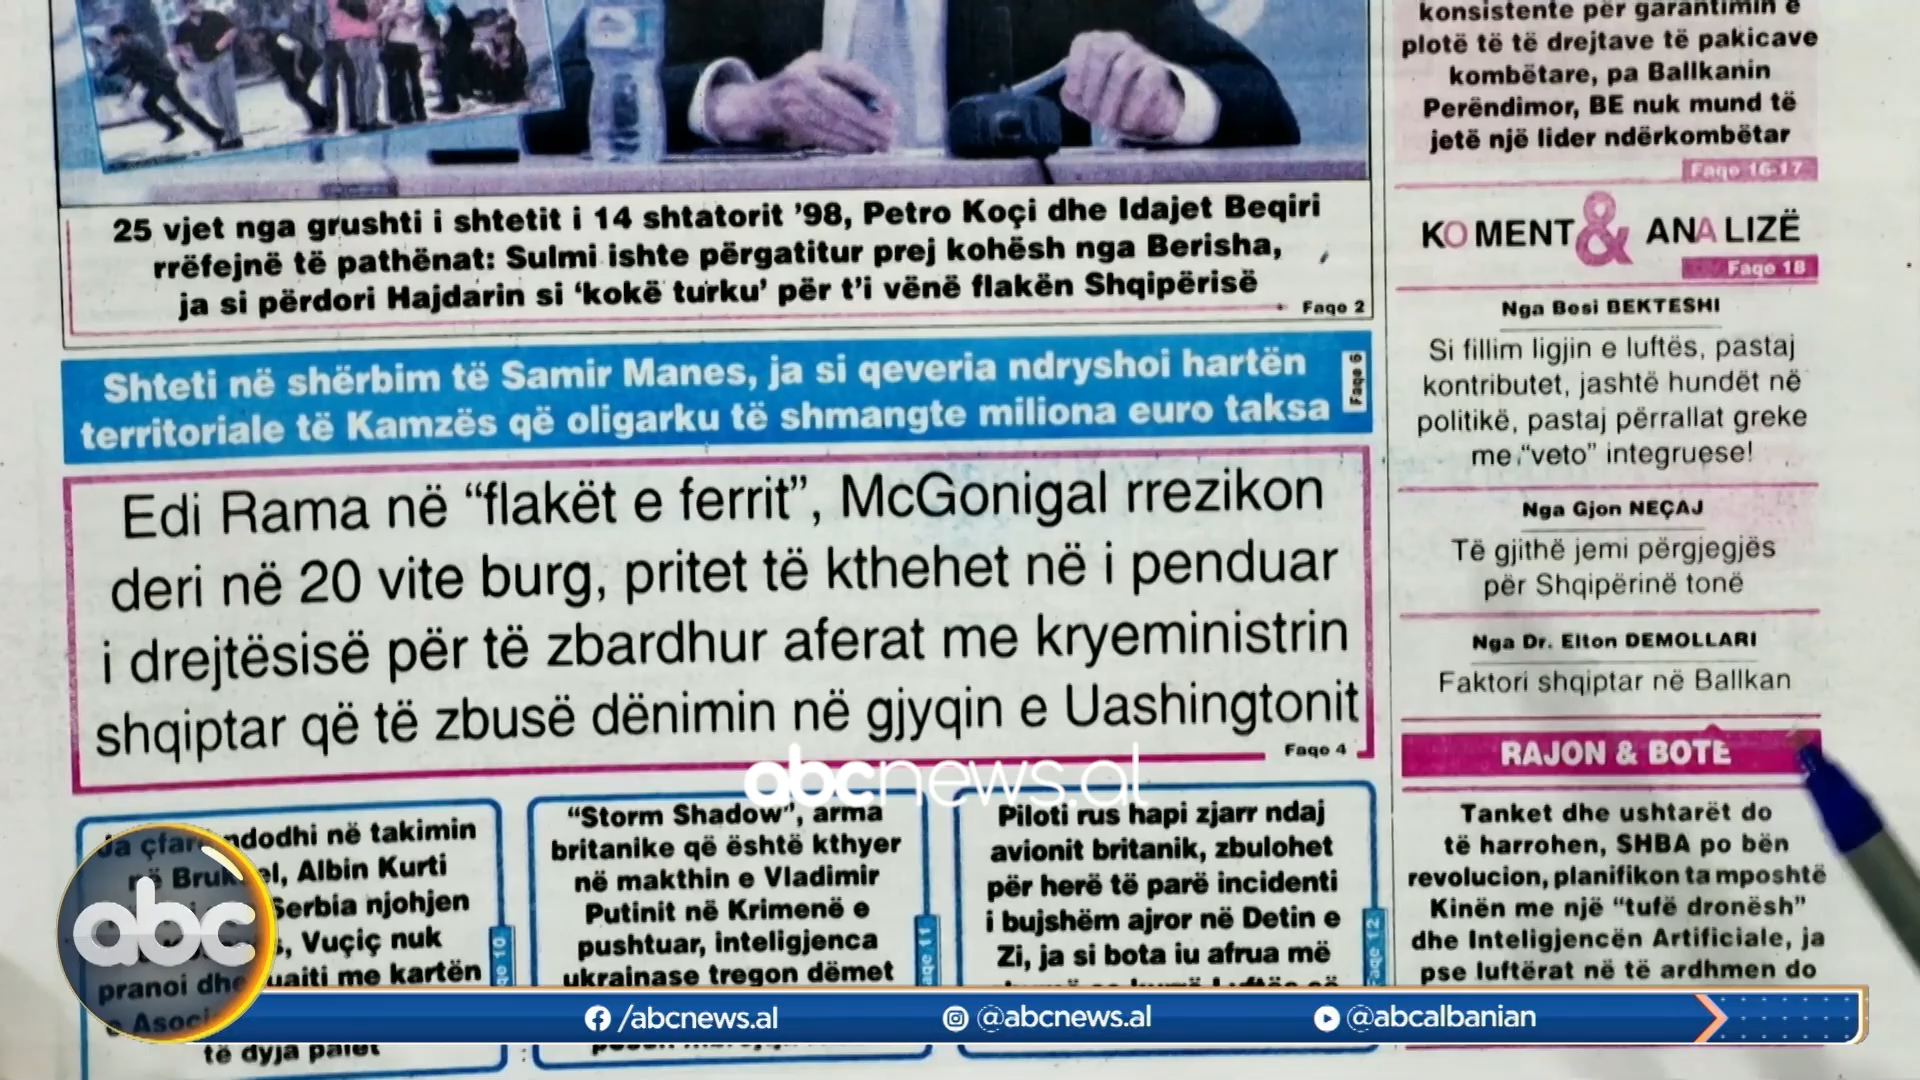 25 vjet nga grushti i shtetit i 14 shtatorit '98, Petro Koçi dhe Idajet Beqiri
rrëfejnë të pathënat: Sulmi ishte përgatitur prej kohësh nga Berisha,
ja si përdori Hajdarin si 'kokë turku' për t'i vënë flakën Shqipërisë
Faqe 2
Shteti në shërbim të Samir Manes, ja si qeveria ndryshoi hartën
territoriale të Kamzës që oligarku të shmangte miliona euro taksa
Faqe 6
Edi Rama në “flakët e ferrit”, McGonigal rrezikon
deri në 20 vite burg, pritet të kthehet në i penduar
i drejtësisë për të zbardhur aferat me kryeministrin
shqiptar që të zbusë dënimin në gjyqin e Uashingtonit
Faqe 4
abcnews.al
ndodhi në takimin
Albin Kurti
Serbia njohjen
Vuçiç nuk
me kartën
pranoi dhe
të dyja palët
10
“Storm Shadow”, arma
britanike që është kthyer
në makthin e Vladimir
Putinit në Krimenë e
pushtuar, inteligjenca
ukrainase tregon dëmet
11
Piloti rus hapi zjarr ndaj
avionit britanik, zbulohet
për herë të parë incidenti
i bujshëm ajror në Detin e
Zi, ja si bota iu afrua më
Faqe 12
konsistente për garantimin e
plotë të të drejtave të pakicave
kombëtare, pa Ballkanin
Perëndimor, BE nuk mund të
jetë një lider ndërkombëtar
Faqe 16-17
KOMENT & ANALIZË
Faqe 18
Nga Besi BEKTESHI
Si fillim ligjin e luftës, pastaj
kontributet, jashtë hundët në
politikë, pastaj përrallat greke
me “veto” integruese!
Nga Gjon NEÇAJ
Të gjithë jemi përgjegjës
për Shqipërinë tonë
Nga Dr. Elton DEMOLLARI
Faktori shqiptar në Ballkan
RAJON & BOTË
Tanket dhe ushtarët do
të harrohen, SHBA po bën
revolucion, planifikon ta mposhtë
Kinën me një “tufë dronësh”
dhe Inteligjencën Artificiale, ja
pse luftërat në të ardhmen do
abc
/abcnews.al
@abcnews.al
@abcalbanian